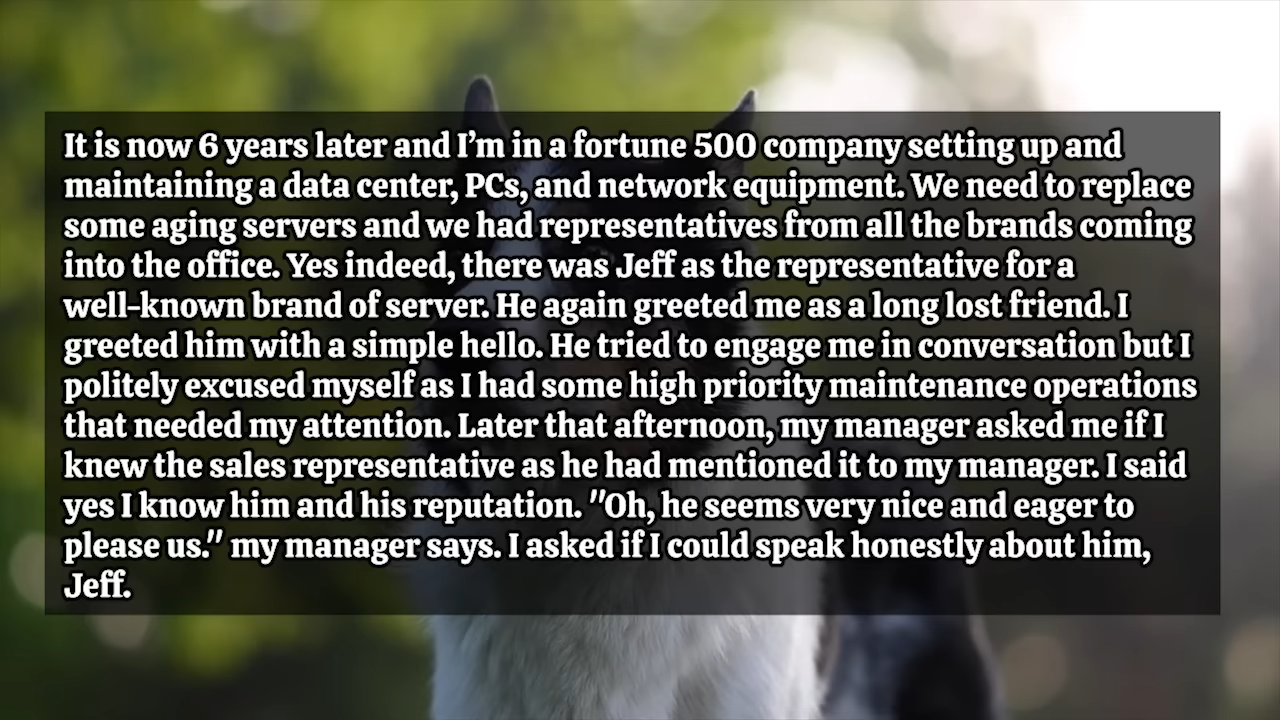 It is now 6 years later and I’m in a fortune 500 company setting up and
maintaining a data center, PCs, and network equipment. We need to replace
some aging servers and we had representatives from all the brands coming
into the office. Yes indeed, there was Jeff as the representative for a
well-known brand of server. He again greeted me as a long lost friend. I
greeted him with a simple hello. He tried to engage me in conversation but I
politely excused myself as I had some high priority maintenance operations
that needed my attention. Later that afternoon, my manager asked me if I
knew the sales representative as he had mentioned it to my manager. I said
yes I know him and his reputation. "Oh, he seems very nice and eager to
please us." my manager says. I asked if I could speak honestly about him,
Jeff.